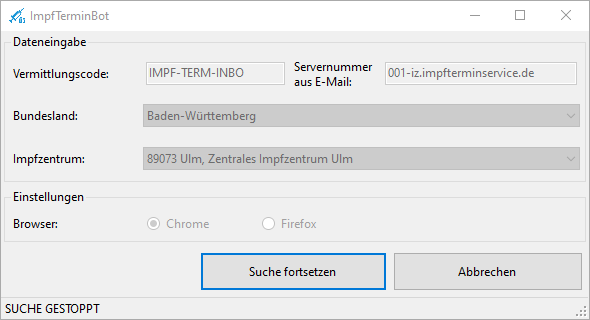 ImpfTerminBot
Dateneingabe
Vermittlungscode: IMPF-TERM-INBO Servernummer aus E-Mail: 001-iz.impfterminservice.de
Bundesland: Baden-Württemberg
Impfzentrum: 89073 Ulm, Zentrales Impfzentrum Ulm
Einstellungen
Browser: Chrome Firefox
Suche fortsetzen Abbrechen
SUCHE GESTOPPT